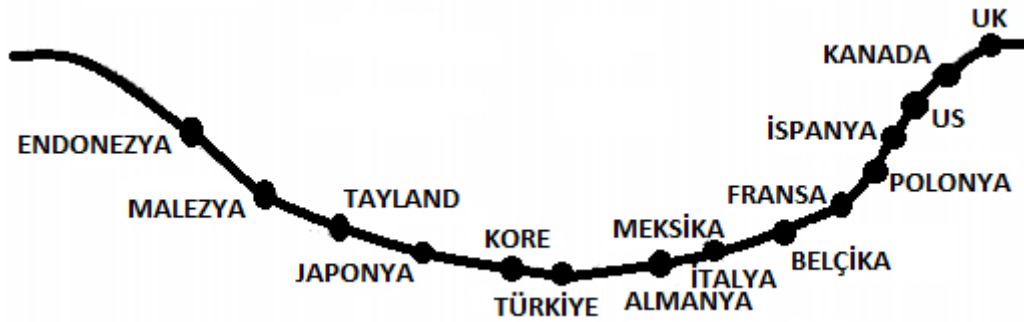 UK
KANADA
US
İSPANYA
ENDONEZYA
POLONYA
FRANSA
TAYLAND
MALEZYA
MEKSİKA
KORE
BELÇİKA
JAPONYA
İTALYA
TÜRKİYE
ALMANYA